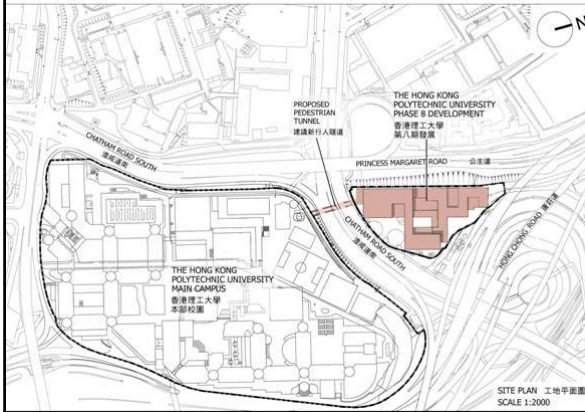 N
THE HONG KONG
POLYTECHNIC UNIVERSITY
PHASE 8 DEVELOPMENT
香港理工大學
第八期發展
PROPOSED
PEDESTRIAN
TUNNEL
建議新行人隧道
CHATHAM ROAD SOUTH
漆咸道南
PRINCESS MARGARET ROAD 公主道
CHATHAM ROAD SOUTH
漆咸道南
HONG CHONG ROAD 康莊道
THE HONG KONG
POLYTECHNIC UNIVERSITY
MAIN CAMPUS
香港理工大學
本部校園
SITE PLAN 工地平面圖
SCALE 1:2000